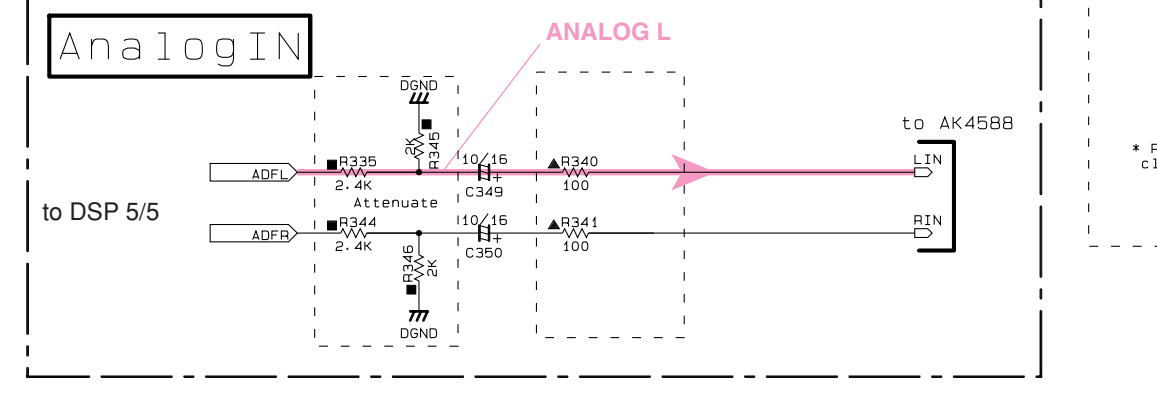 AnalogIN
ANALOG L
DGND
2K
R345
to AK4588
ADFL
R335
2.4K
10/16
+
C349
R340
100
LIN
Attenuate
to DSP 5/5
ADFR
R344
2.4K
10/16
+
C350
R341
100
RIN
R346
2K
DGND
*